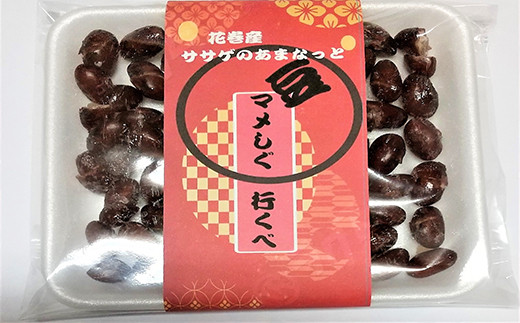 花巻産
ササゲのあまなっと
豆
マメしぐ
行くべ